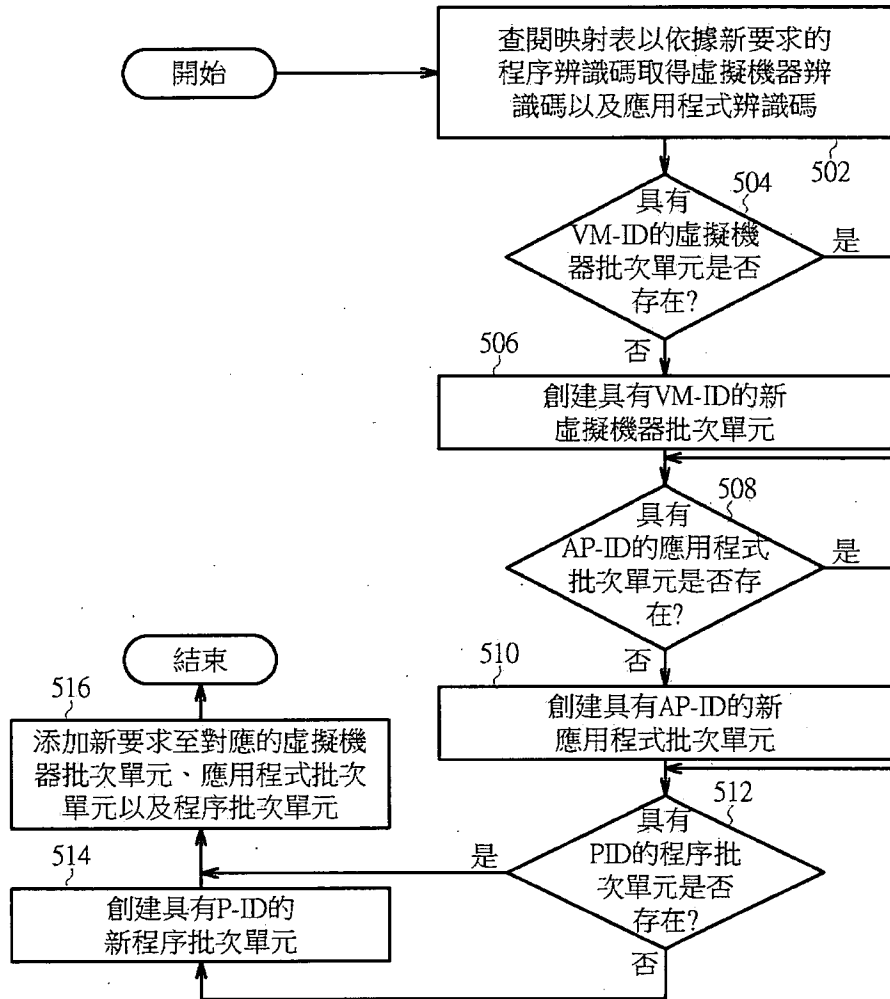 開始
查閱映射表以依據新要求的
程序辨識碼取得虛擬機器辨
識碼以及應用程式辨識碼
502
504
具有
VM-ID的虛擬機
器批次單元是否
存在?
是
否
506
創建具有VM-ID的新
虛擬機器批次單元
508
具有
AP-ID的應用程式
批次單元是否存
在?
是
否
510
創建具有AP-ID的新
應用程式批次單元
512
具有
PID的程序批
次單元是否
存在?
是
否
514
創建具有P-ID的
新程序批次單元
516
添加新要求至對應的虛擬機
器批次單元、應用程式批次
單元以及程序批次單元
結束